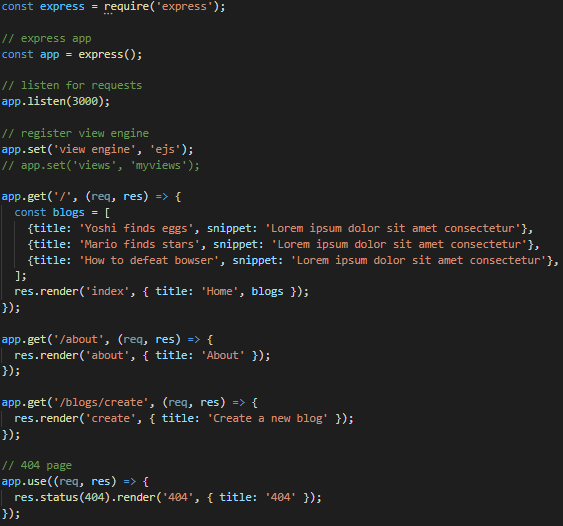 const express = require('express');
// express app
const app = express();
// listen for requests
app.listen(3000);
// register view engine
app.set('view engine', 'ejs');
// app.set('views', 'myviews');
app.get('/', (req, res) => {
  const blogs = [
    {title: 'Yoshi finds eggs', snippet: 'Lorem ipsum dolor sit amet consectetur'},
    {title: 'Mario finds stars', snippet: 'Lorem ipsum dolor sit amet consectetur'},
    {title: 'How to defeat bowser', snippet: 'Lorem ipsum dolor sit amet consectetur'},
  ];
  res.render('index', { title: 'Home', blogs });
});
app.get('/about', (req, res) => {
  res.render('about', { title: 'About' });
});
app.get('/blogs/create', (req, res) => {
  res.render('create', { title: 'Create a new blog' });
});
// 404 page
app.use((req, res) => {
  res.status(404).render('404', { title: '404' });
});